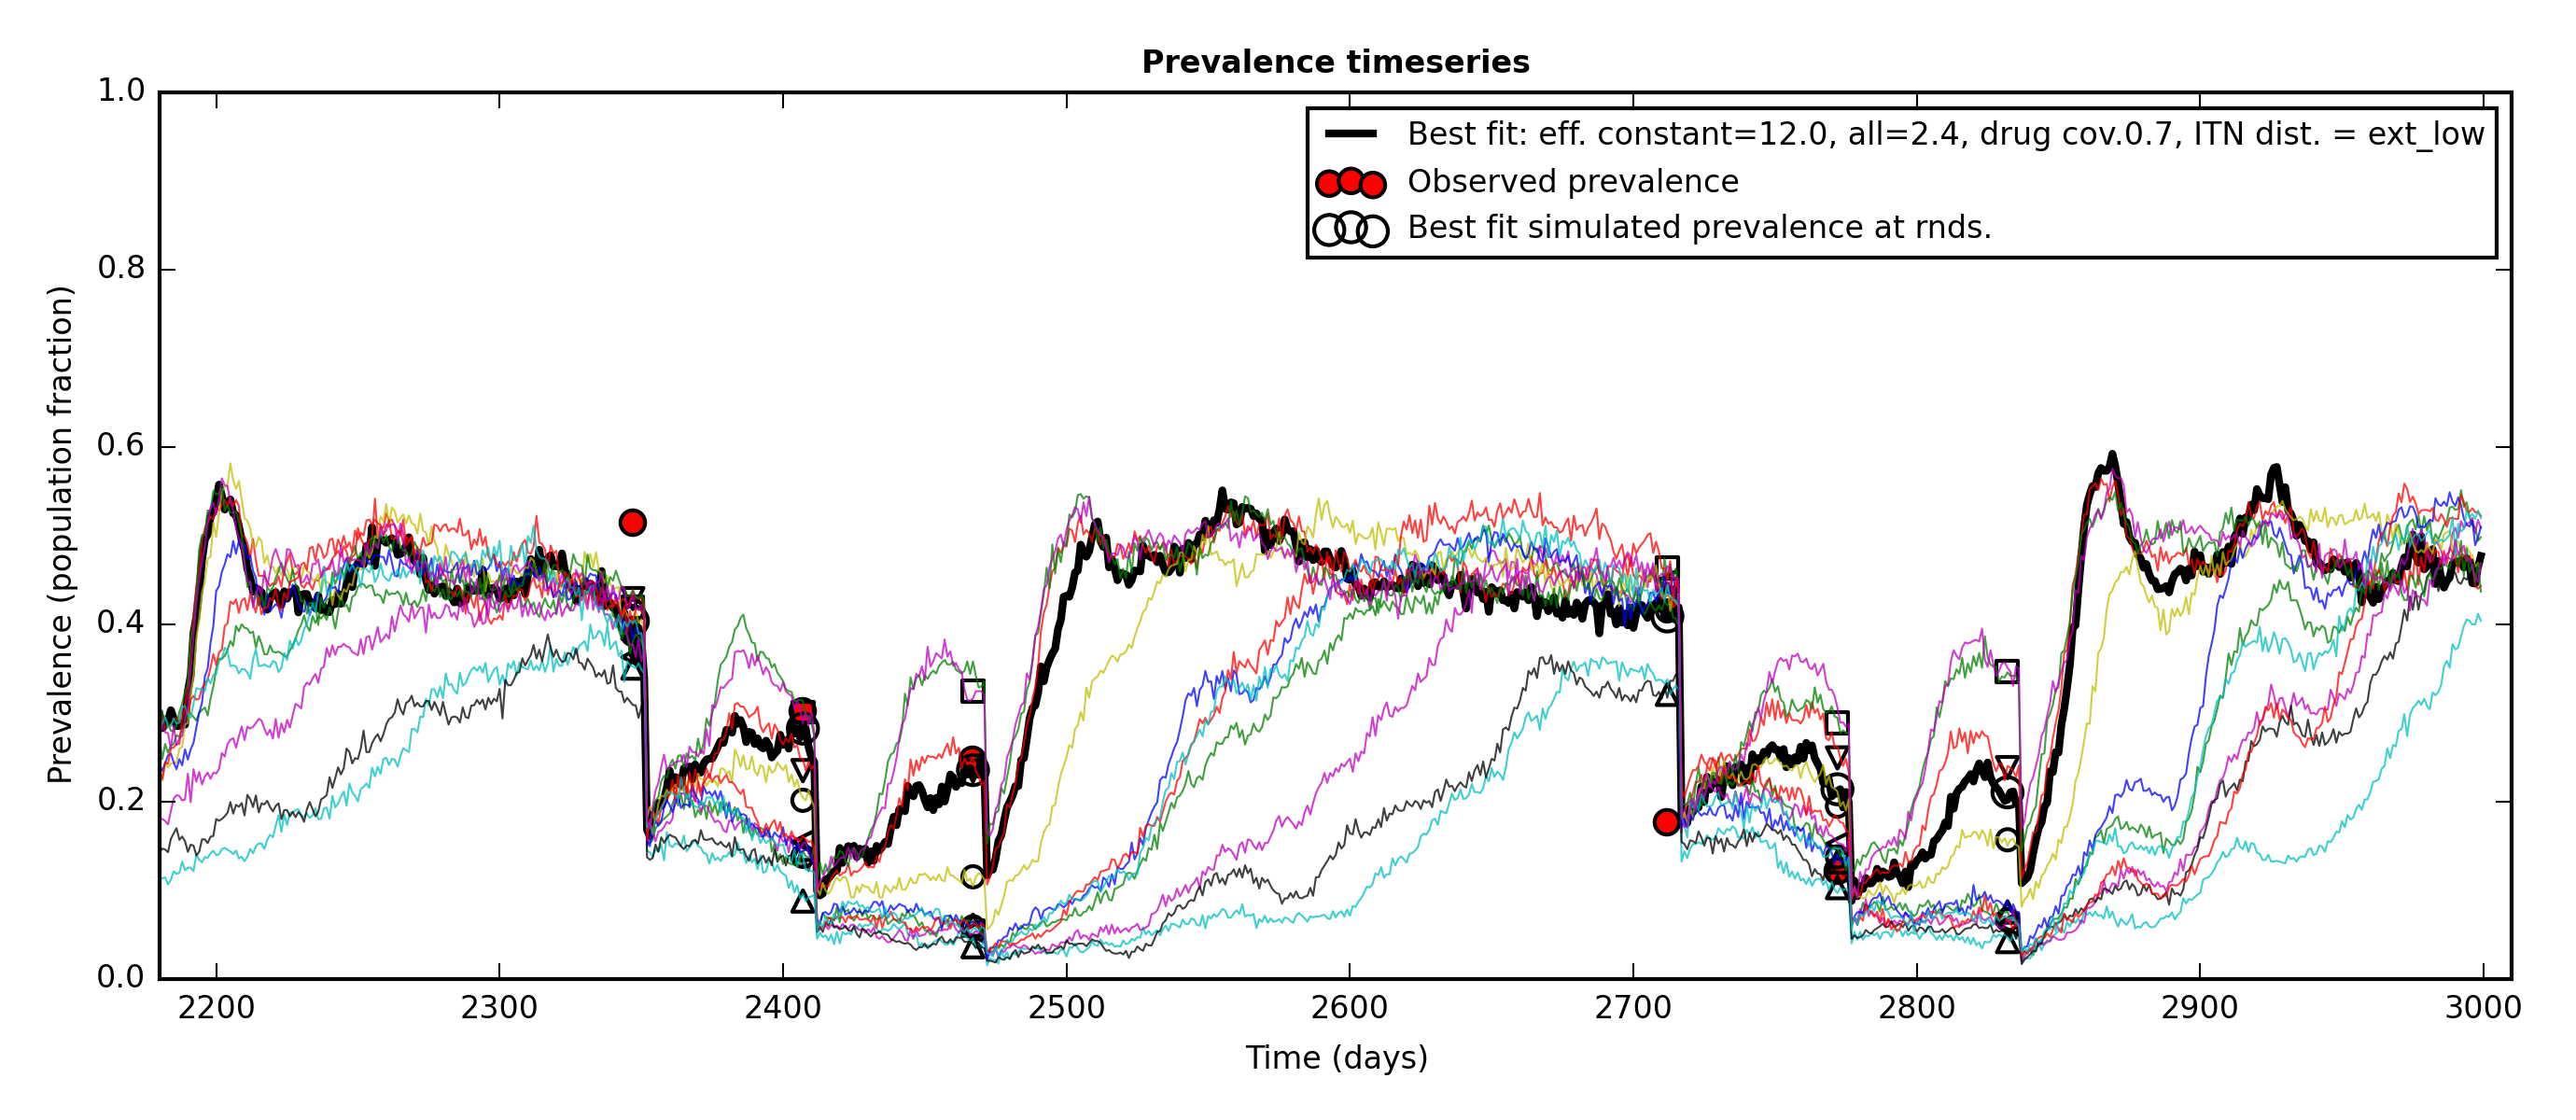 Prevalence timeseries
1.0
0.8
0.6
0.4
0.2
0.0
Prevalence (population fraction)
Best fit: eff. constant=12.0, all=2.4, drug cov.0.7, ITN dist. = ext_low
Observed prevalence
Best fit simulated prevalence at rnds.
2200 2300 2400 2500 2600 2700 2800 2900 3000
Time (days)